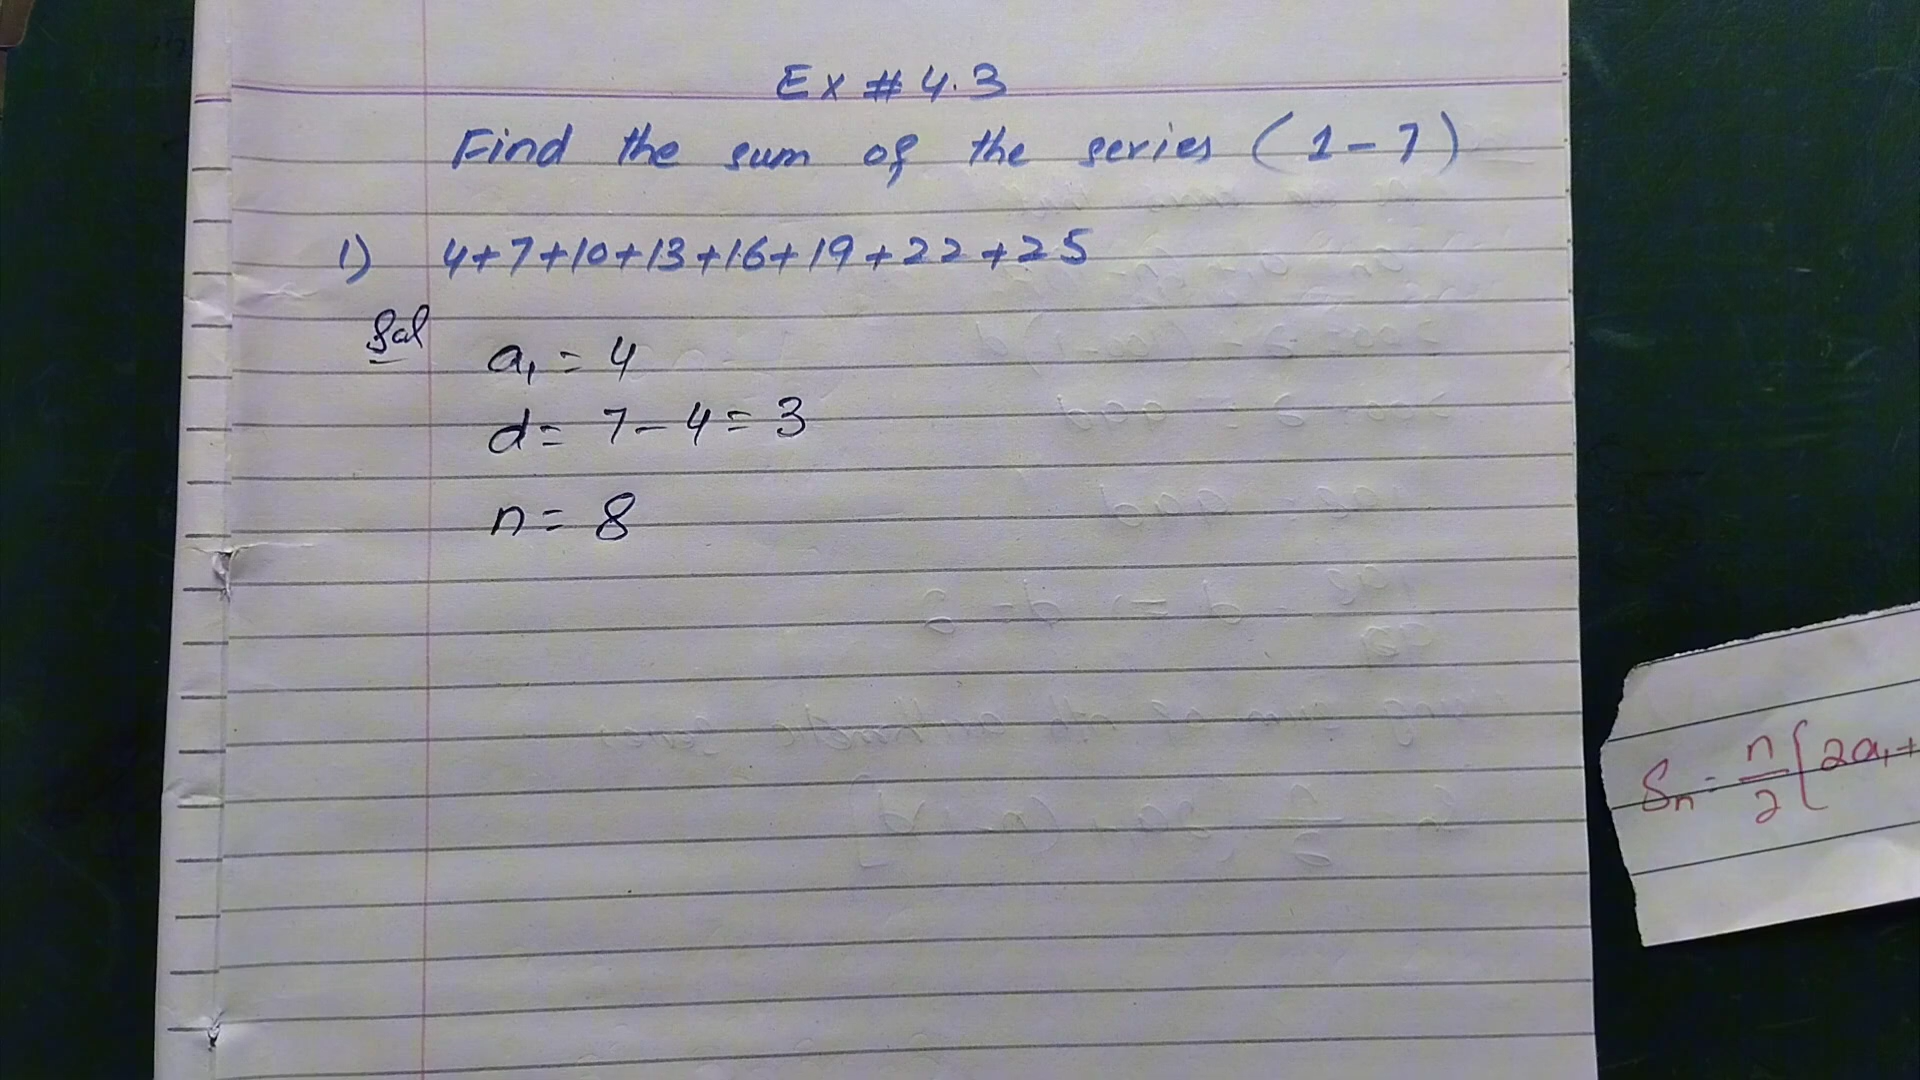 Ex # 4.3
Find the sum of the series (1-7)
1) 4+7+10+13+16+19+22+25
Sol
a₁ = 4
d = 7-4 = 3
n = 8
Sₙ = n/2 [2a₁+